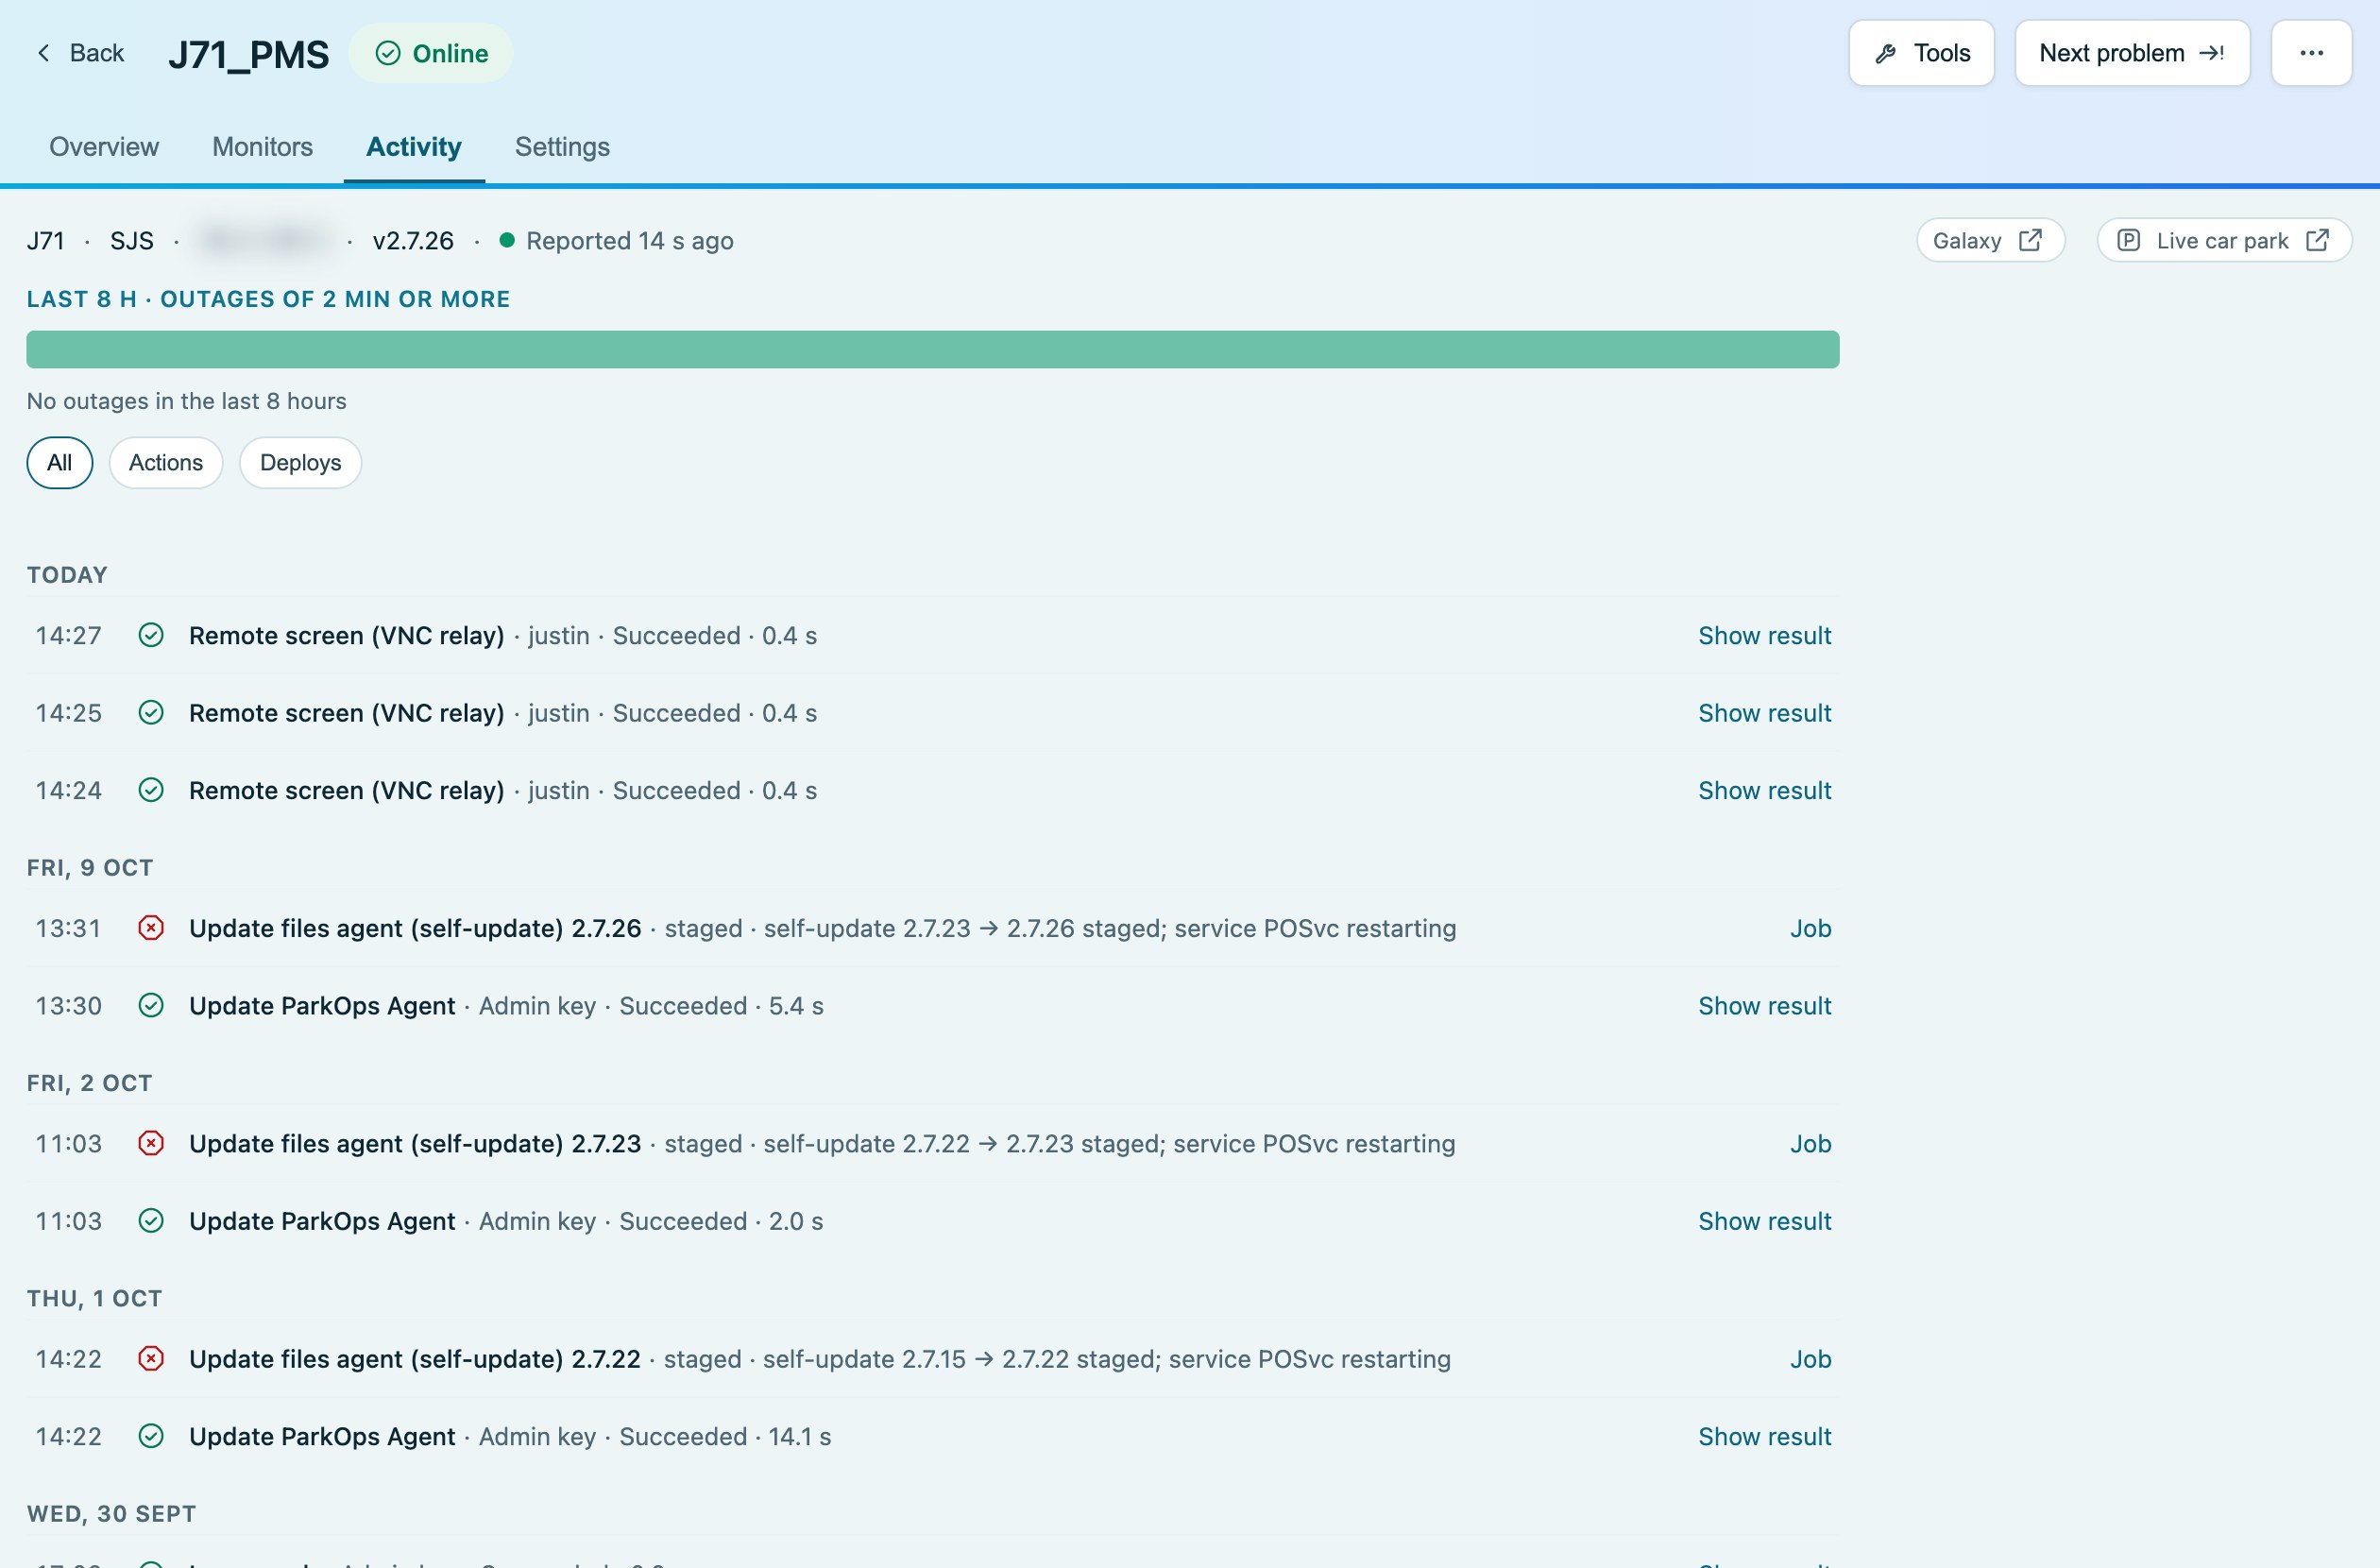 Back J71_PMS Online Tools Next problem
Overview Monitors Activity Settings
J71 · SJS · · v2.7.26 · Reported 14 s ago Galaxy Live car park
LAST 8 H · OUTAGES OF 2 MIN OR MORE
No outages in the last 8 hours
All Actions Deploys
TODAY
14:27 Remote screen (VNC relay) · justin · Succeeded · 0.4 s Show result
14:25 Remote screen (VNC relay) · justin · Succeeded · 0.4 s Show result
14:24 Remote screen (VNC relay) · justin · Succeeded · 0.4 s Show result
FRI, 9 OCT
13:31 Update files agent (self-update) 2.7.26 · staged · self-update 2.7.23 → 2.7.26 staged; service POSvc restarting Job
13:30 Update ParkOps Agent · Admin key · Succeeded · 5.4 s Show result
FRI, 2 OCT
11:03 Update files agent (self-update) 2.7.23 · staged · self-update 2.7.22 → 2.7.23 staged; service POSvc restarting Job
11:03 Update ParkOps Agent · Admin key · Succeeded · 2.0 s Show result
THU, 1 OCT
14:22 Update files agent (self-update) 2.7.22 · staged · self-update 2.7.15 → 2.7.22 staged; service POSvc restarting Job
14:22 Update ParkOps Agent · Admin key · Succeeded · 14.1 s Show result
WED, 30 SEPT